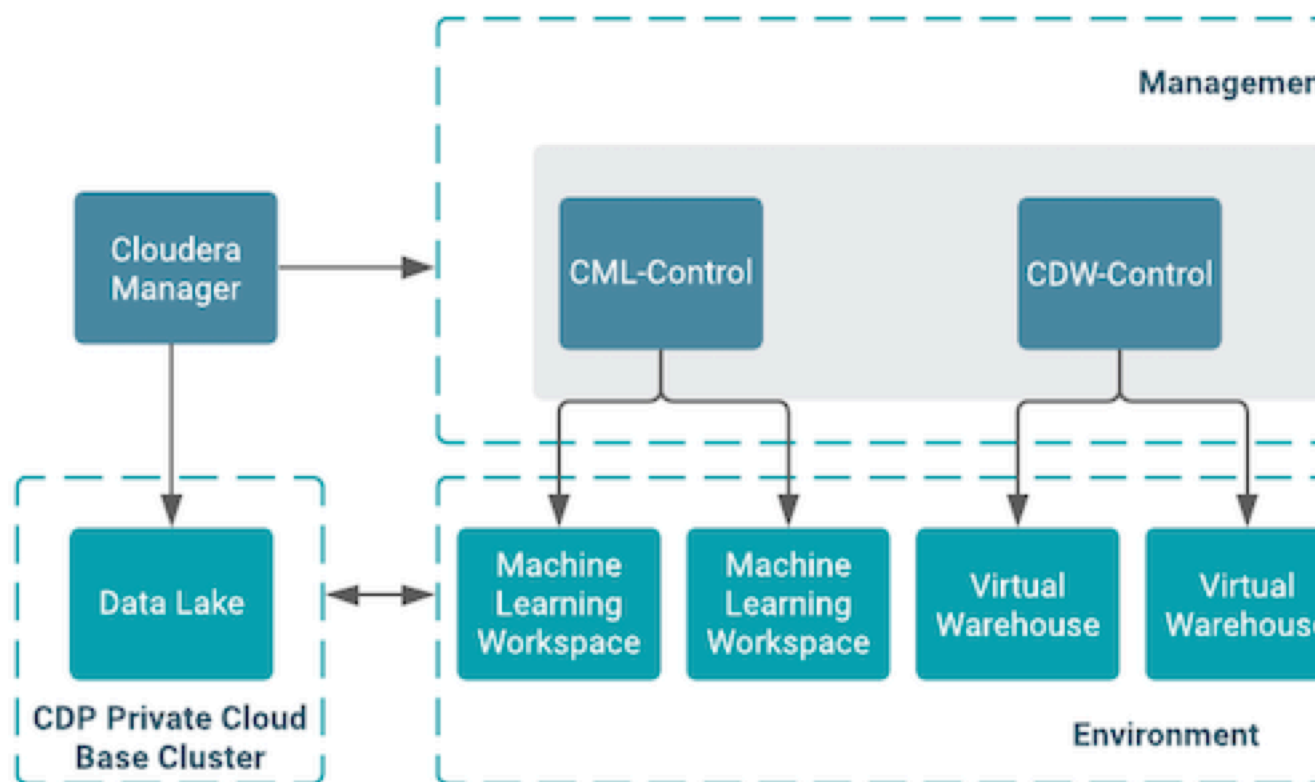 Managemen
Cloudera
Manager
CML-Control
CDW-Control
Data Lake
Machine
Learning
Workspace
Machine
Learning
Workspace
Virtual
Warehouse
Virtual
Warehouse
CDP Private Cloud
Base Cluster
Environment